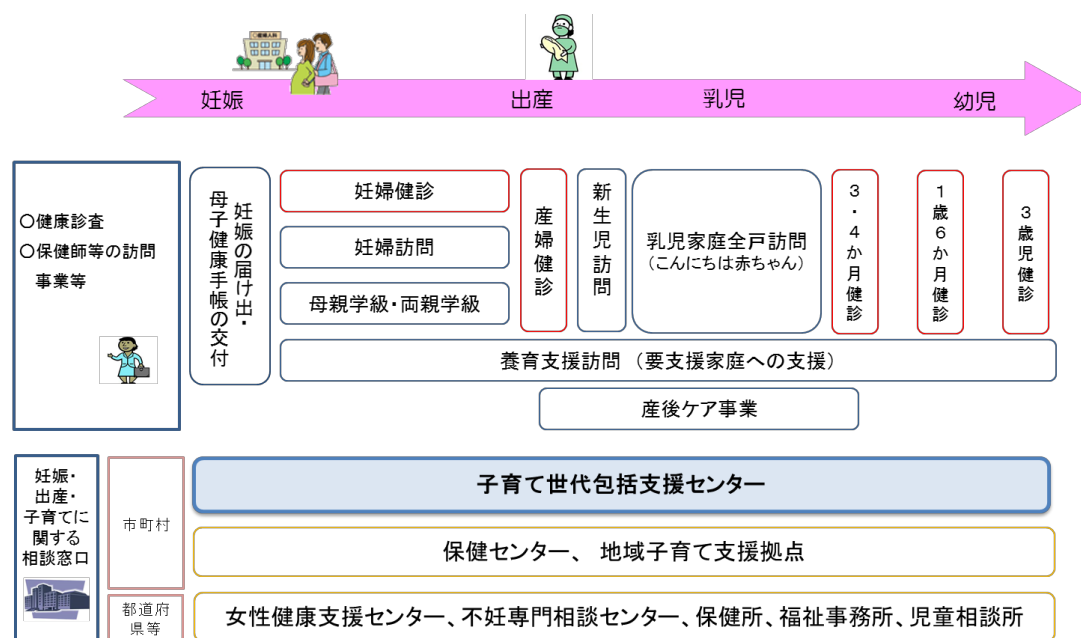 産婦人科
妊娠
出産
乳児
幼児
〇健康診査
〇保健師等の訪問
事業等
妊娠の届け出・
母子健康手帳の交付
妊婦健診
妊婦訪問
母親学級・両親学級
産婦健診
新生児訪問
乳児家庭全戸訪問
(こんにちは赤ちゃん)
3・4か月健診
1歳6か月健診
3歳児健診
養育支援訪問 (要支援家庭への支援)
産後ケア事業
妊娠・
出産・
子育てに
関する
相談窓口
市町村
子育て世代包括支援センター
保健センター、 地域子育て支援拠点
都道府
県等
女性健康支援センター、不妊専門相談センター、保健所、福祉事務所、児童相談所